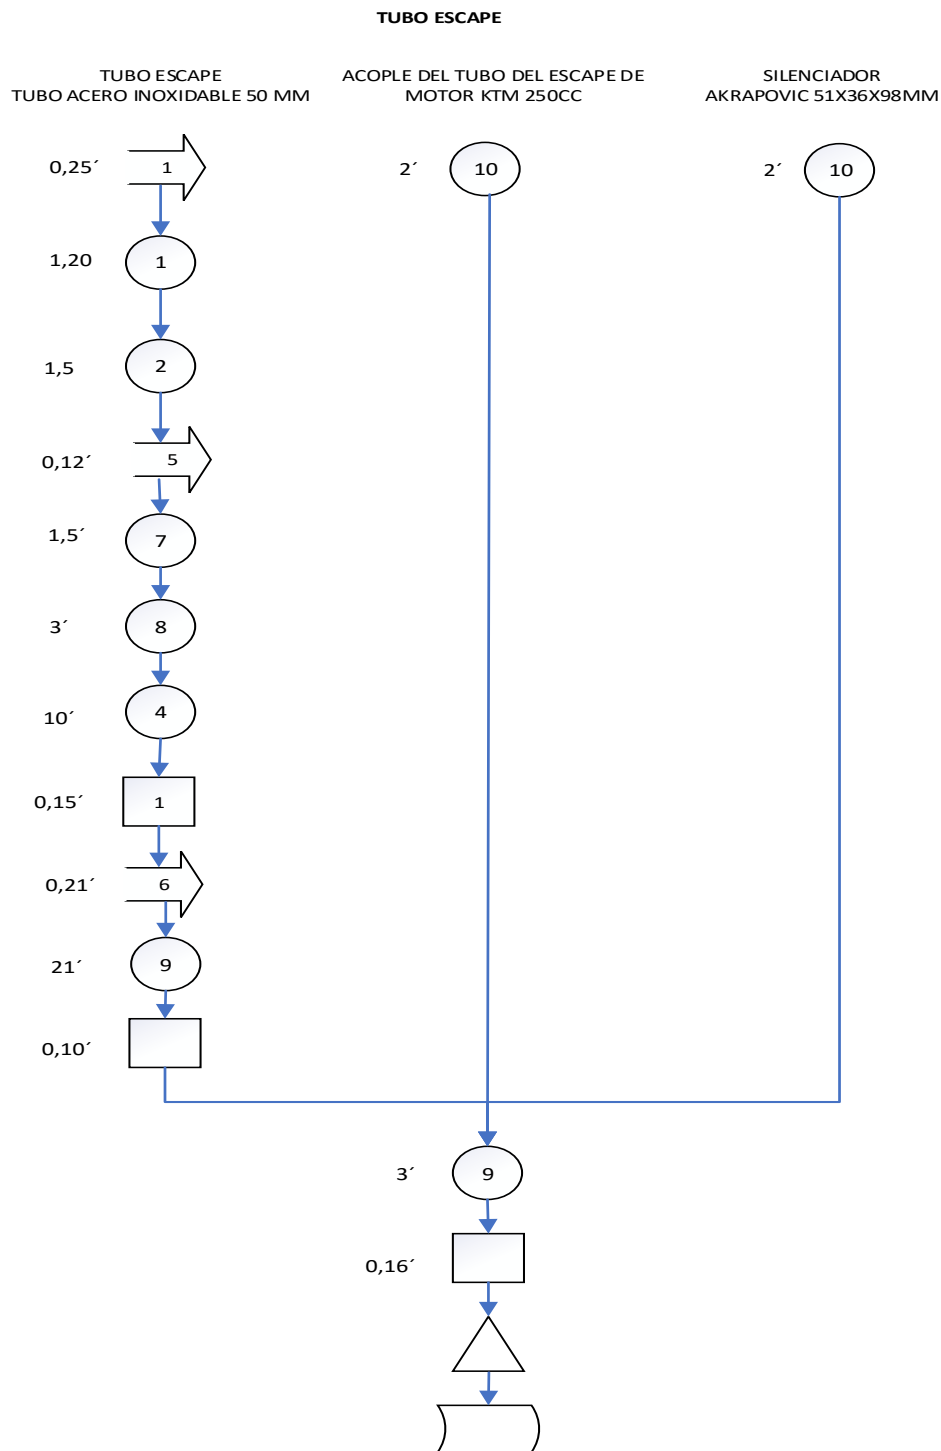 TUBO ESCAPE
TUBO ESCAPE
TUBO ACERO INOXIDABLE 50 MM
ACOPLE DEL TUBO DEL ESCAPE DE
MOTOR KTM 250CC
SILENCIADOR
AKRAPOVIC 51X36X98MM
0,25´ 1
2´ 10
2´ 10
1,20 1
1,5 2
0,12´ 5
1,5´ 7
3´ 8
10´ 4
0,15´ 1
0,21´ 6
21´ 9
0,10´
3´ 9
0,16´